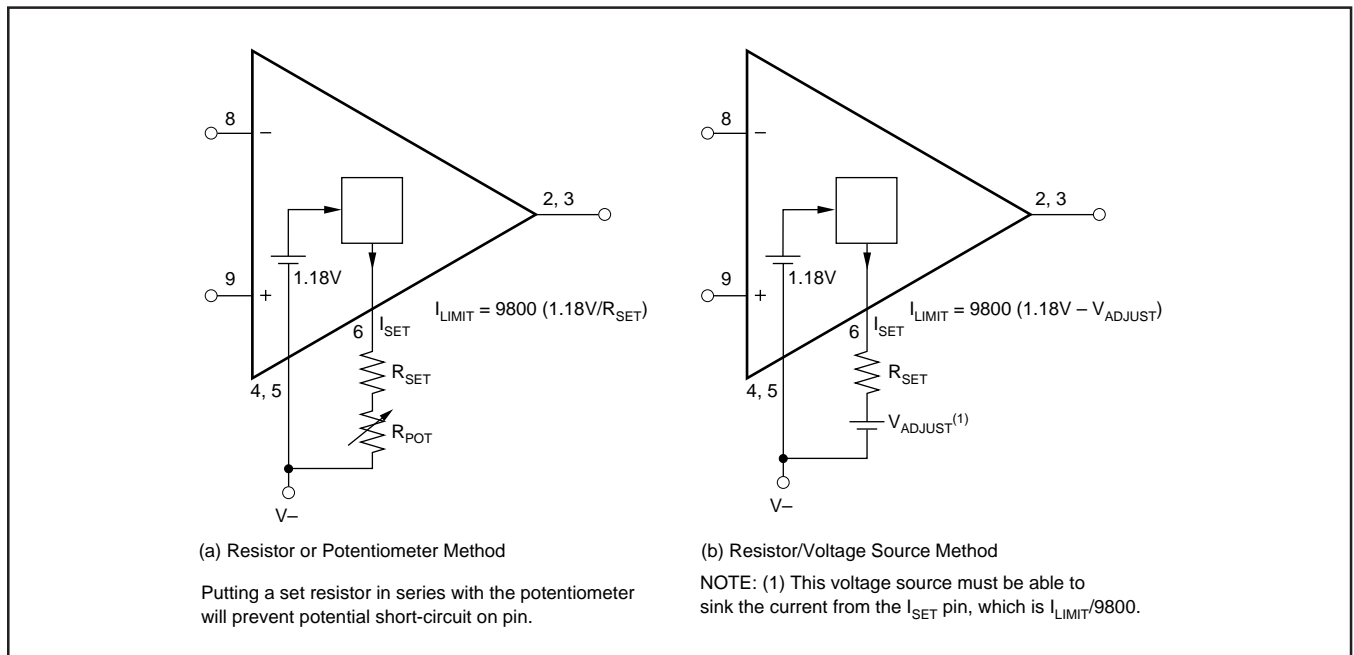 8
−
2, 3
1.18V
9
+
I_LIMIT = 9800 (1.18V/R_SET)
6
I_SET
R_SET
4, 5
R_POT
V–
(a) Resistor or Potentiometer Method
Putting a set resistor in series with the potentiometer
will prevent potential short-circuit on pin.
8
−
2, 3
1.18V
9
+
I_LIMIT = 9800 (1.18V – V_ADJUST)
6
I_SET
R_SET
4, 5
V_ADJUST(1)
V–
(b) Resistor/Voltage Source Method
NOTE: (1) This voltage source must be able to
sink the current from the I_SET pin, which is I_LIMIT/9800.